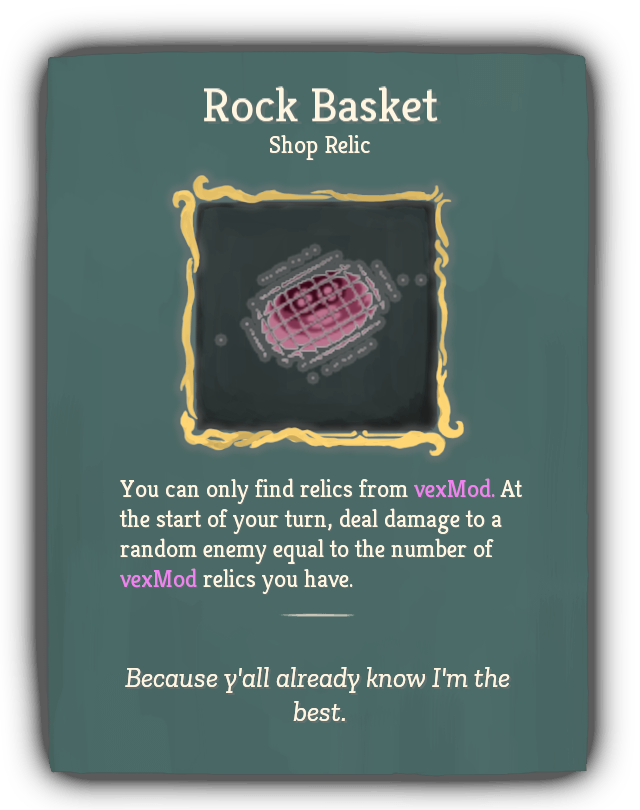 Rock Basket
Shop Relic
You can only find relics from vexMod. At
the start of your turn, deal damage to a
random enemy equal to the number of
vexMod relics you have.
Because y'all already know I'm the
best.